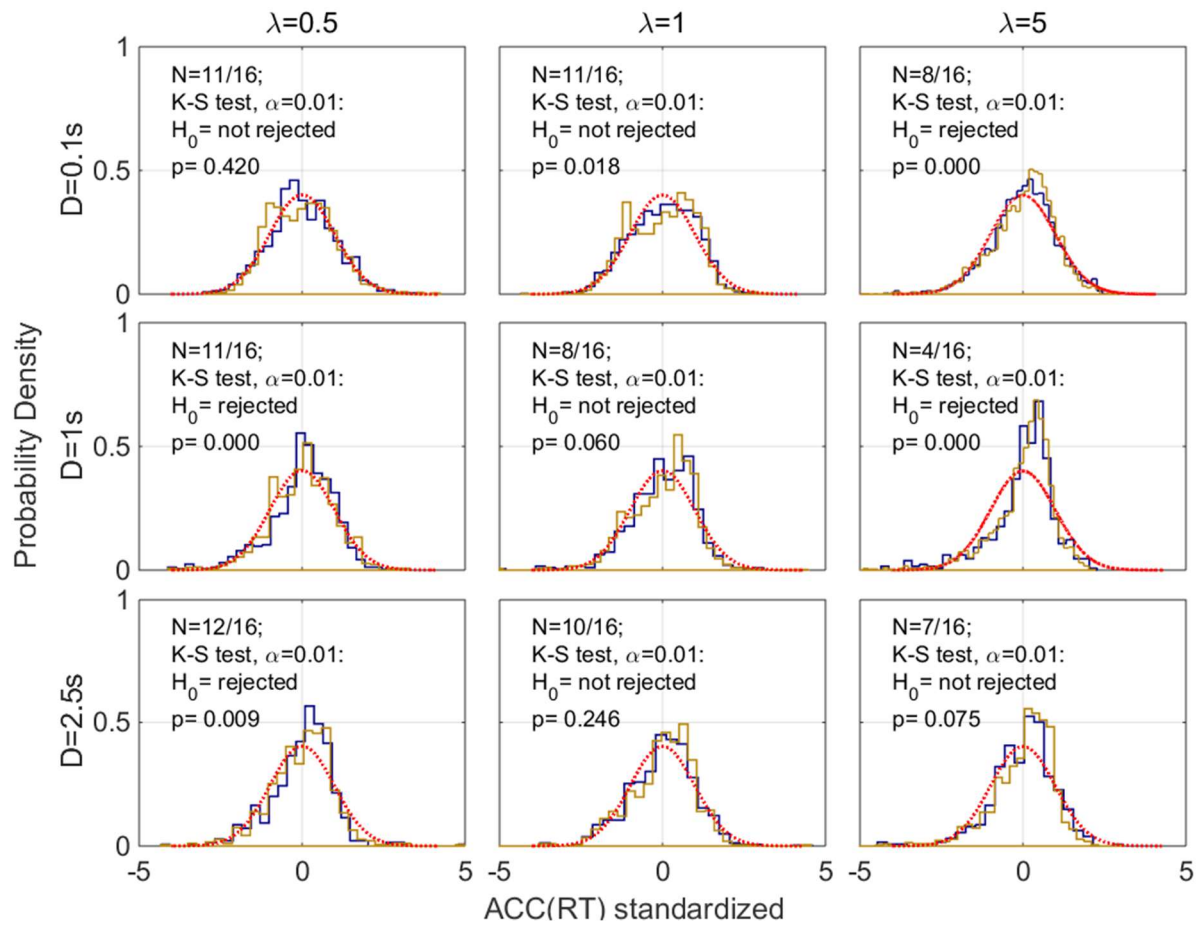 λ=0.5
λ=1
λ=5
D=0.1s
1
0.5
0
N=11/16;
K-S test, α=0.01:
H0= not rejected
p= 0.420
N=11/16;
K-S test, α=0.01:
H0= not rejected
p= 0.018
N=8/16;
K-S test, α=0.01:
H0= rejected
p= 0.000
Probability Density
D=1s
1
0.5
0
N=11/16;
K-S test, α=0.01:
H0= rejected
p= 0.000
N=8/16;
K-S test, α=0.01:
H0= not rejected
p= 0.060
N=4/16;
K-S test, α=0.01:
H0= rejected
p= 0.000
D=2.5s
1
0.5
0
N=12/16;
K-S test, α=0.01:
H0= rejected
p= 0.009
N=10/16;
K-S test, α=0.01:
H0= not rejected
p= 0.246
N=7/16;
K-S test, α=0.01:
H0= not rejected
p= 0.075
-5 0 5
-5 0 5
-5 0 5
ACC(RT) standardized